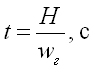 t = H / w_г, с